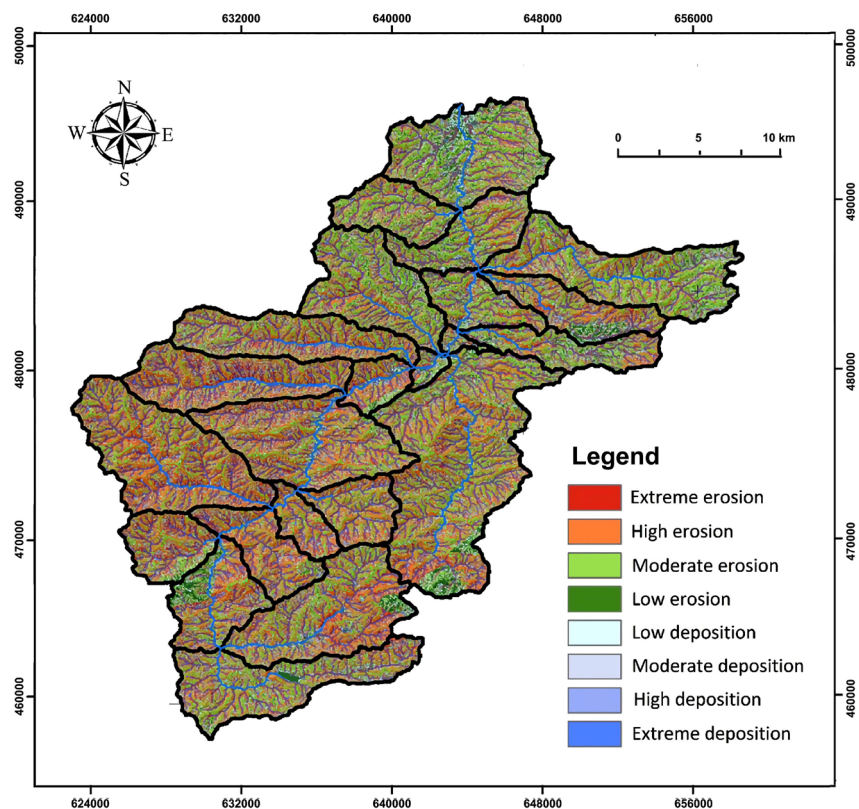 624000 632000 640000 648000 656000
500000 500000
N
W E
S
0 5 10 km
490000 490000
480000 480000
470000 470000
460000 460000
Legend
Extreme erosion
High erosion
Moderate erosion
Low erosion
Low deposition
Moderate deposition
High deposition
Extreme deposition
624000 632000 640000 648000 656000